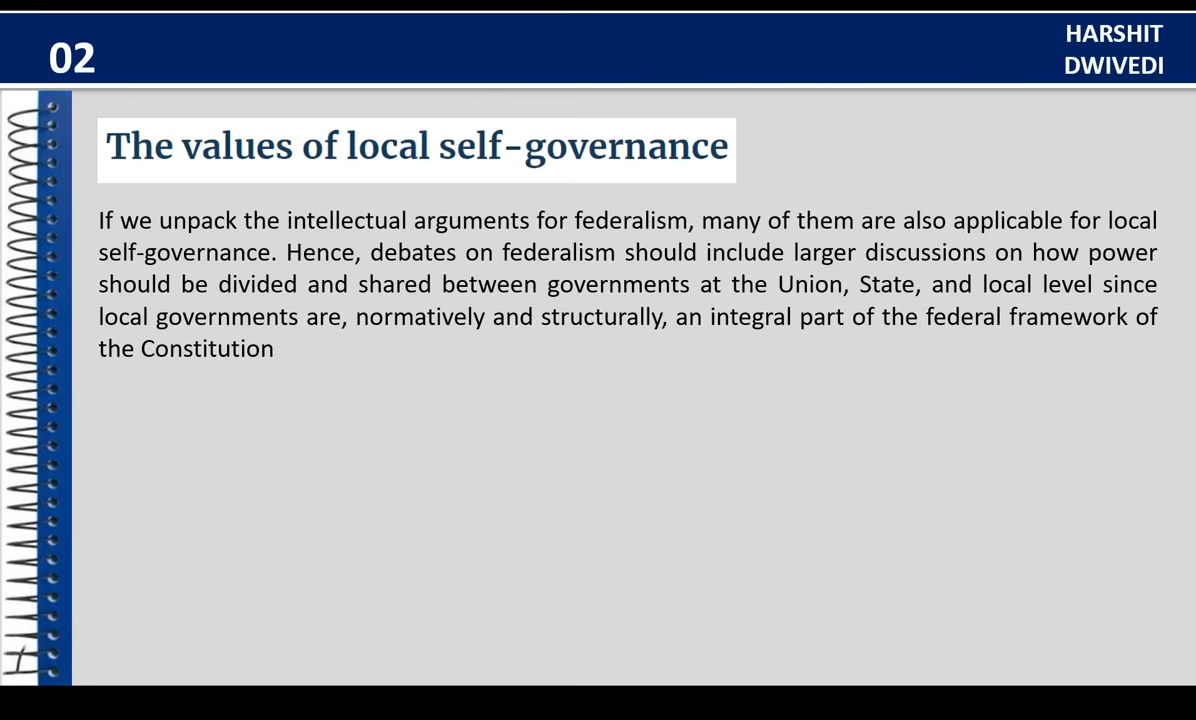 02
HARSHIT
DWIVEDI
The values of local self-governance
If we unpack the intellectual arguments for federalism, many of them are also applicable for local
self-governance. Hence, debates on federalism should include larger discussions on how power
should be divided and shared between governments at the Union, State, and local level since
local governments are, normatively and structurally, an integral part of the federal framework of
the Constitution